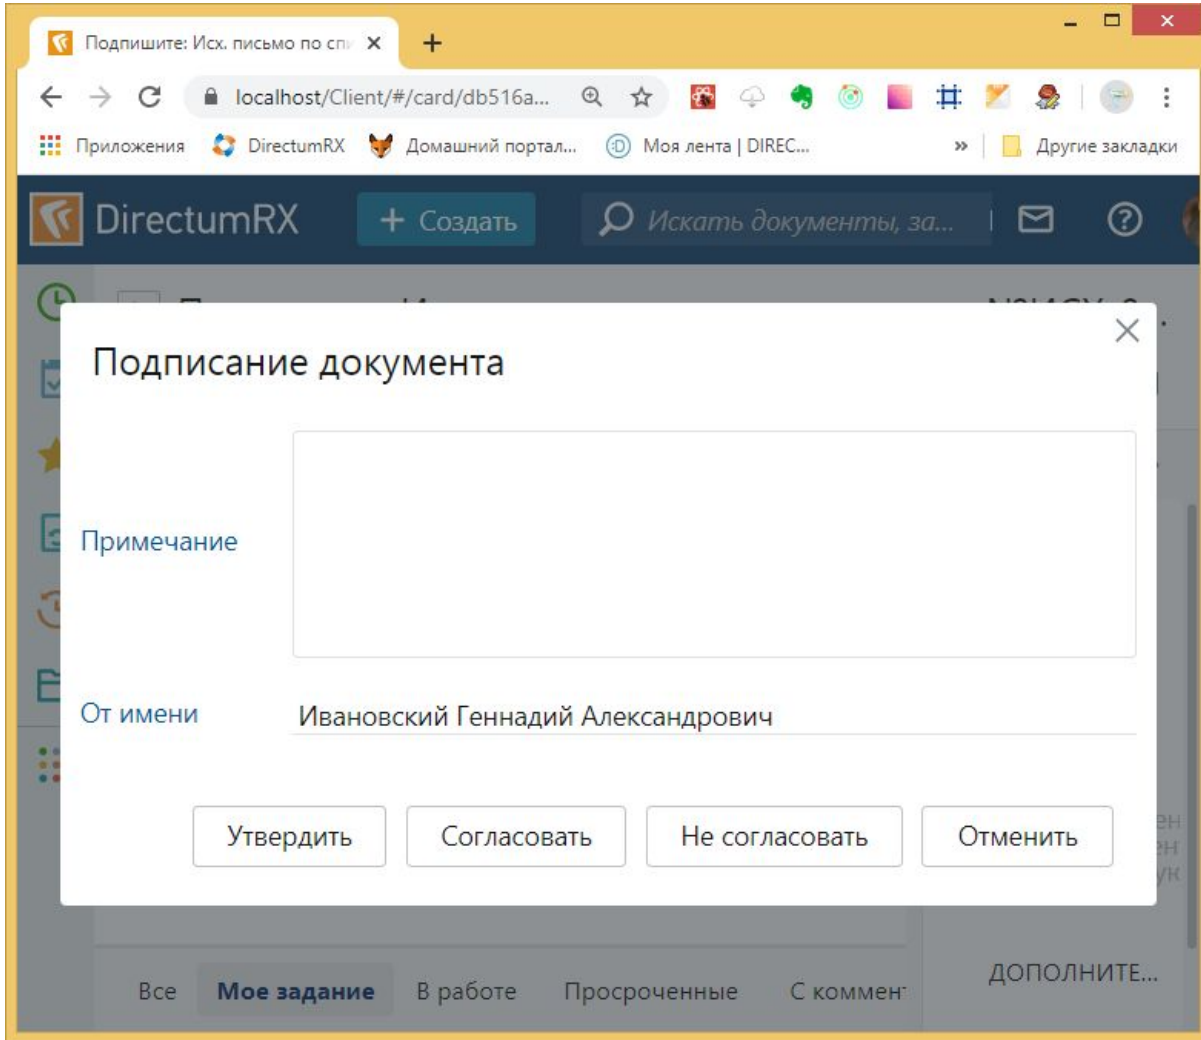 Подпишите: Исх. письмо по спи
localhost/Client/#/card/db516a...
Приложения DirectumRX Домашний портал... Моя лента | DIREC... » Другие закладки
DirectumRX + Создать Искать документы, за...
Подписание документа
Примечание
От имени Ивановский Геннадий Александрович
Утвердить Согласовать Не согласовать Отменить
ДОПОЛНИТЕ...
Все Мое задание В работе Просроченные С коммент